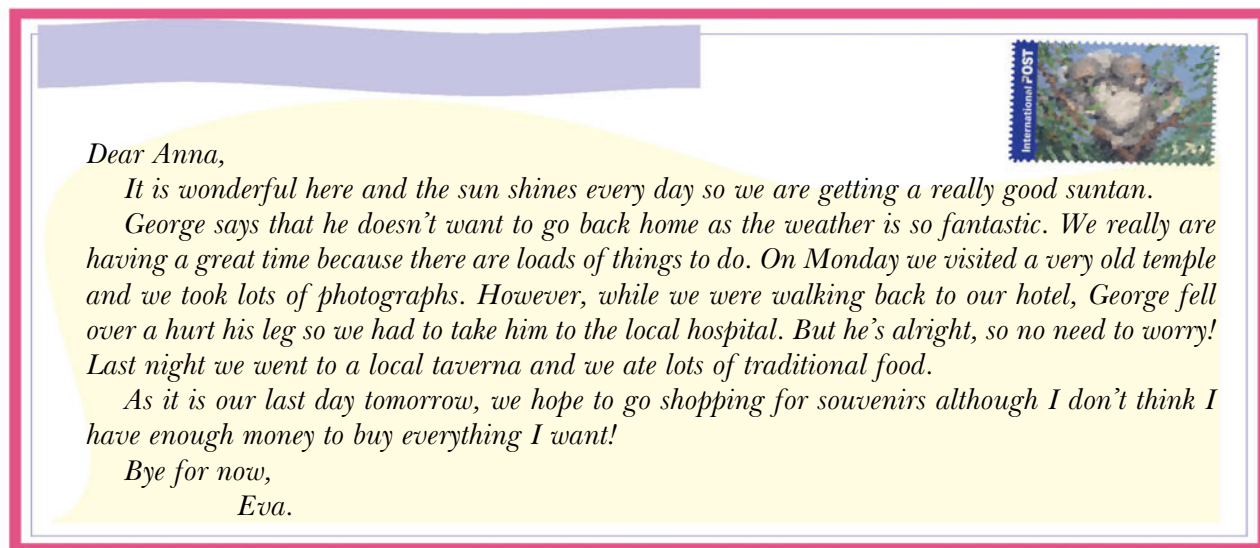 International POST
Dear Anna,
It is wonderful here and the sun shines every day so we are getting a really good suntan.
George says that he doesn’t want to go back home as the weather is so fantastic. We really are
having a great time because there are loads of things to do. On Monday we visited a very old temple
and we took lots of photographs. However, while we were walking back to our hotel, George fell
over a hurt his leg so we had to take him to the local hospital. But he’s alright, so no need to worry!
Last night we went to a local taverna and we ate lots of traditional food.
As it is our last day tomorrow, we hope to go shopping for souvenirs although I don’t think I
have enough money to buy everything I want!
Bye for now,
Eva.